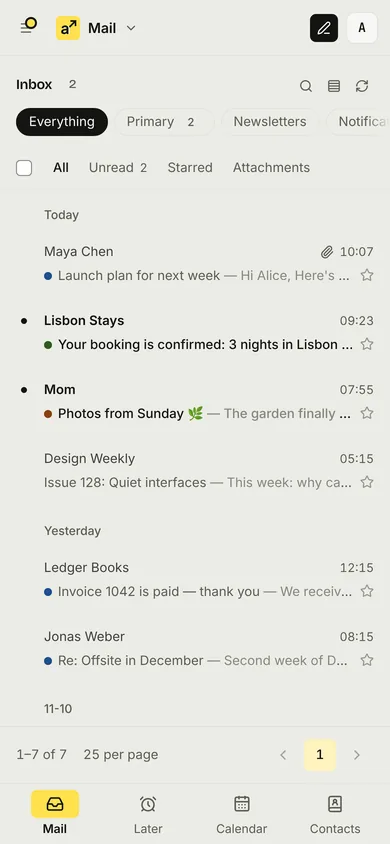 a Mail A
Inbox 2
Everything Primary 2 Newsletters Notifica
All Unread 2 Starred Attachments
Today
Maya Chen 10:07
Launch plan for next week — Hi Alice, Here's ...
Lisbon Stays 09:23
Your booking is confirmed: 3 nights in Lisbon ...
Mom 07:55
Photos from Sunday 🌿 — The garden finally ...
Design Weekly 05:15
Issue 128: Quiet interfaces — This week: why ca...
Yesterday
Ledger Books 12:15
Invoice 1042 is paid — thank you — We receiv...
Jonas Weber 08:15
Re: Offsite in December — Second week of D...
11-10
1–7 of 7 25 per page 1
Mail Later Calendar Contacts